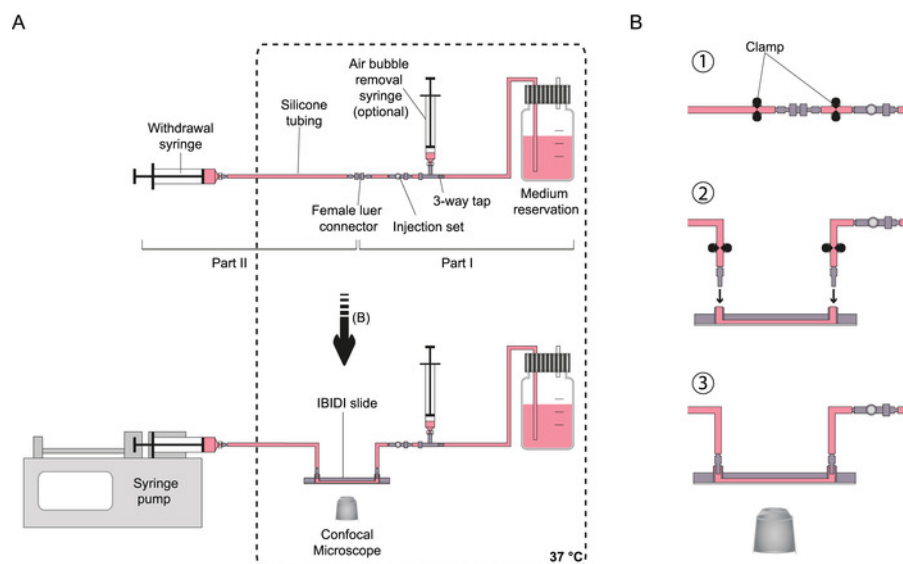 A
Withdrawal
syringe
Silicone
tubing
Air bubble
removal
syringe
(optional)
Female luer
connector
Injection set
3-way tap
Medium
reservation
Part II
Part I
(B)
IBIDI slide
Syringe
pump
Confocal
Microscope
37 °C
B
1
Clamp
2
3